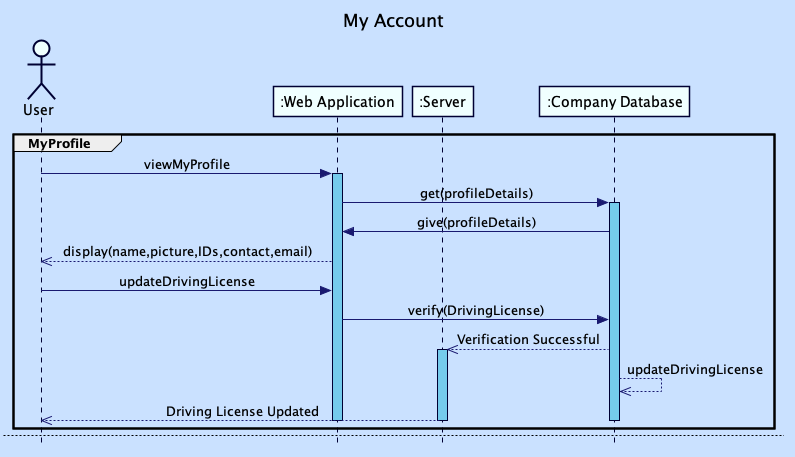 My Account
User
:Web Application
:Server
:Company Database
MyProfile
viewMyProfile
get(profileDetails)
give(profileDetails)
display(name,picture,IDs,contact,email)
updateDrivingLicense
verify(DrivingLicense)
Verification Successful
updateDrivingLicense
Driving License Updated